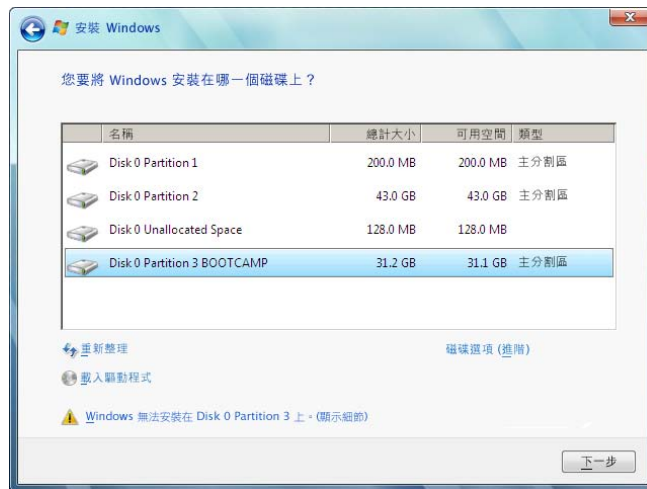 安裝 Windows
您要將 Windows 安裝在哪一個磁碟上？
名稱 總計大小 可用空間 類型
Disk 0 Partition 1 200.0 MB 200.0 MB 主分割區
Disk 0 Partition 2 43.0 GB 43.0 GB 主分割區
Disk 0 Unallocated Space 128.0 MB 128.0 MB
Disk 0 Partition 3 BOOTCAMP 31.2 GB 31.1 GB 主分割區
重新整理 磁碟選項 (進階)
載入驅動程式
Windows 無法安裝在 Disk 0 Partition 3 上。(顯示細節)
下一步